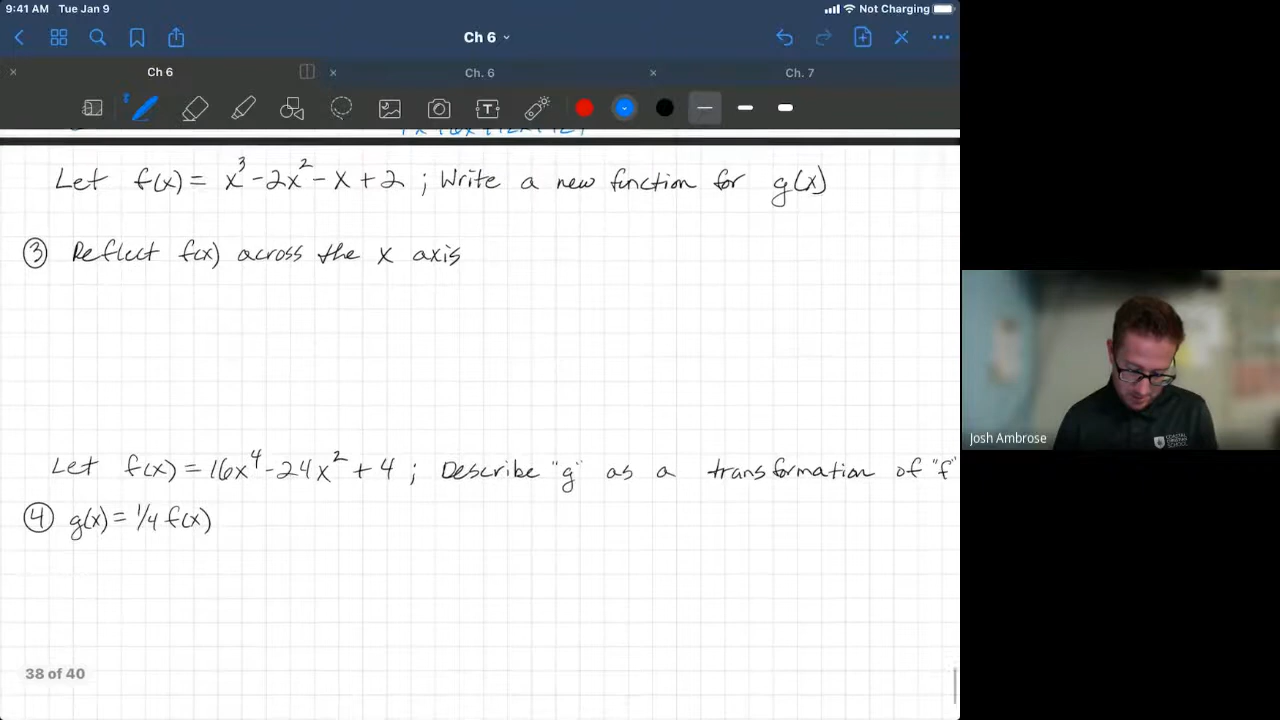 9:41 AM Tue Jan 9
Not Charging
Ch 6
Ch 6
Ch. 6
Ch. 7
Let f(x) = x³ - 2x² - x + 2 ; Write a new function for g(x)
③ Reflect f(x) across the x axis
Let f(x) = 16x⁴ - 24x² + 4 ; Describe "g" as a transformation of "f"
④ g(x) = 1/4 f(x)
38 of 40
Josh Ambrose